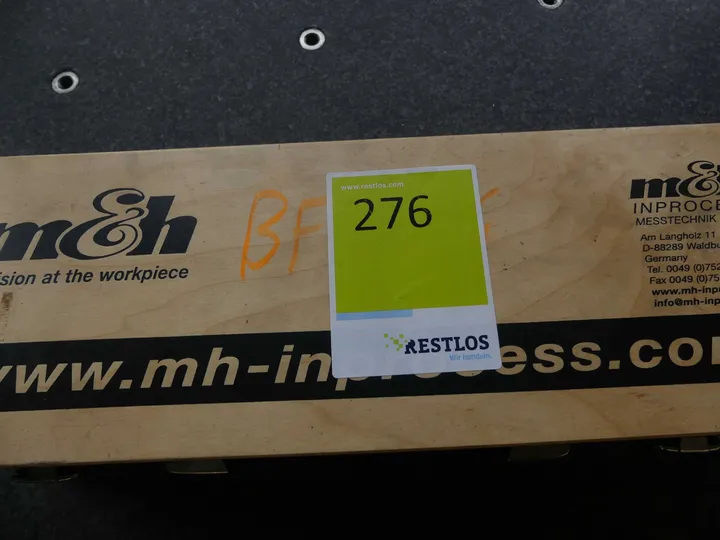 m&h
ision at the workpiece
BF
www.restlos.com
276
RESTLOS
Wir handeln.
m&
INPROCE
MESSTECHNIK
Am Langholz 11
D-88289 Waldbu
Germany
Tel. 0049 (0)752
Fax 0049 (0)75
www.mh-inp
info@mh-inp
www.mh-inprocess.co